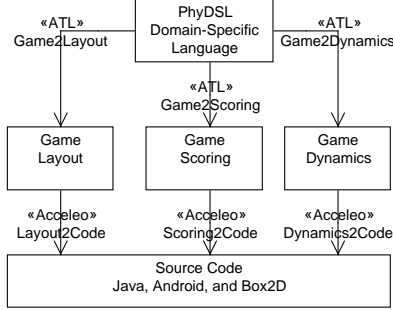 PhyDSL
Domain-Specific
Language
«ATL»
Game2Layout
«ATL»
Game2Scoring
«ATL»
Game2Dynamics
Game
Layout
Game
Scoring
Game
Dynamics
«Acceleo»
Layout2Code
«Acceleo»
Scoring2Code
«Acceleo»
Dynamics2Code
Source Code
Java, Android, and Box2D